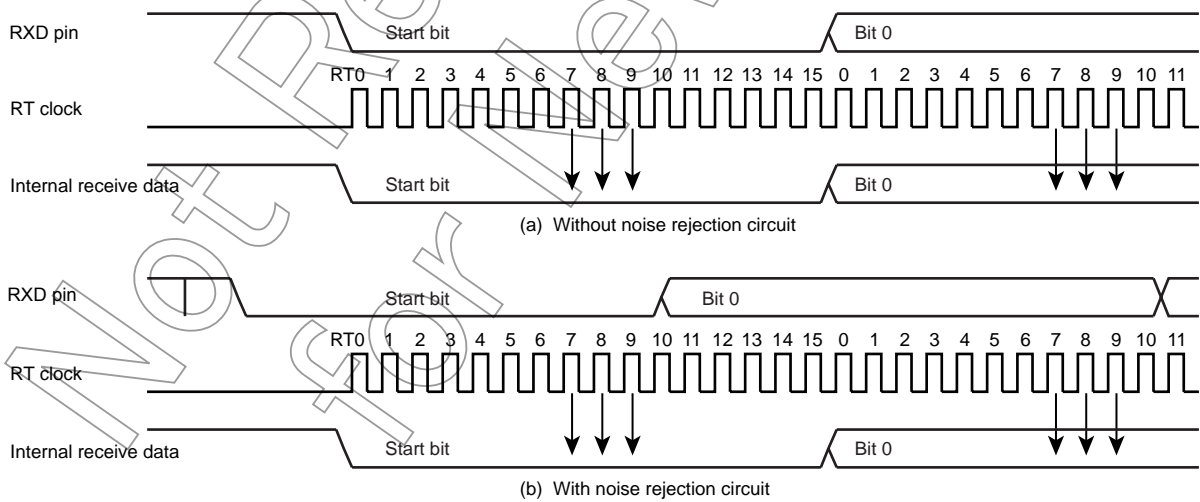 RXD pin Start bit Bit 0
RT0 1 2 3 4 5 6 7 8 9 10 11 12 13 14 15 0 1 2 3 4 5 6 7 8 9 10 11
RT clock
Internal receive data Start bit Bit 0
(a) Without noise rejection circuit
RXD pin Start bit Bit 0
RT0 1 2 3 4 5 6 7 8 9 10 11 12 13 14 15 0 1 2 3 4 5 6 7 8 9 10 11
RT clock
Internal receive data Start bit Bit 0
(b) With noise rejection circuit
Not Re
for Ne